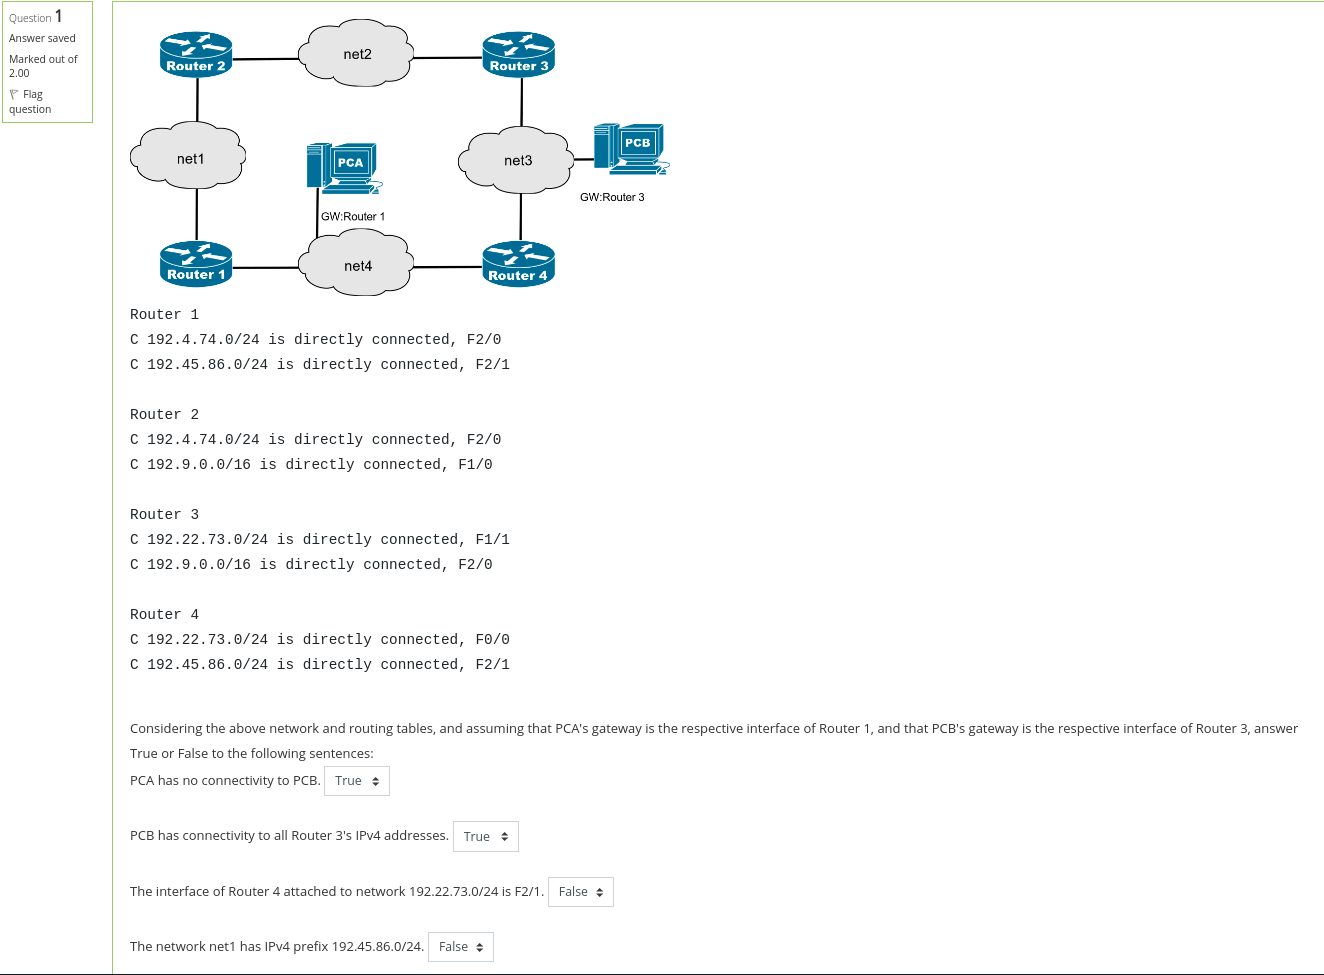 Question 1
Answer saved
Marked out of
2.00
Flag
question
net2
Router 2
Router 3
net1
PCA
net3
PCB
GW:Router 3
GW:Router 1
net4
Router 1
Router 4
Router 1
C 192.4.74.0/24 is directly connected, F2/0
C 192.45.86.0/24 is directly connected, F2/1
Router 2
C 192.4.74.0/24 is directly connected, F2/0
C 192.9.0.0/16 is directly connected, F1/0
Router 3
C 192.22.73.0/24 is directly connected, F1/1
C 192.9.0.0/16 is directly connected, F2/0
Router 4
C 192.22.73.0/24 is directly connected, F0/0
C 192.45.86.0/24 is directly connected, F2/1
Considering the above network and routing tables, and assuming that PCA's gateway is the respective interface of Router 1, and that PCB's gateway is the respective interface of Router 3, answer
True or False to the following sentences:
PCA has no connectivity to PCB. True
PCB has connectivity to all Router 3's IPv4 addresses. True
The interface of Router 4 attached to network 192.22.73.0/24 is F2/1. False
The network net1 has IPv4 prefix 192.45.86.0/24. False